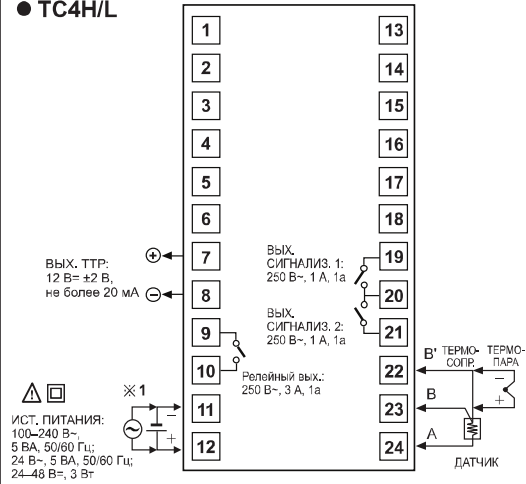 ● TC4H/L
1
13
2
14
3
15
4
16
5
17
6
18
7
19
8
20
9
21
10
22
11
23
12
24
ВЫХ. ТТР:
12 В= ±2 В,
не более 20 мА
+
−
ВЫХ.
СИГНАЛИЗ. 1:
250 В~, 1 А, 1а
ВЫХ.
СИГНАЛИЗ. 2:
250 В~, 1 А, 1а
Релейный вых.:
250 В~, 3 А, 1а
※ 1
−
+
ИСТ. ПИТАНИЯ:
100–240 В~,
5 ВА, 50/60 Гц;
24 В~, 5 ВА, 50/60 Гц;
24–48 В=, 3 Вт
B'
ТЕРМО-
СОПР.
ТЕРМО-
ПАРА
−
+
B
A
ДАТЧИК